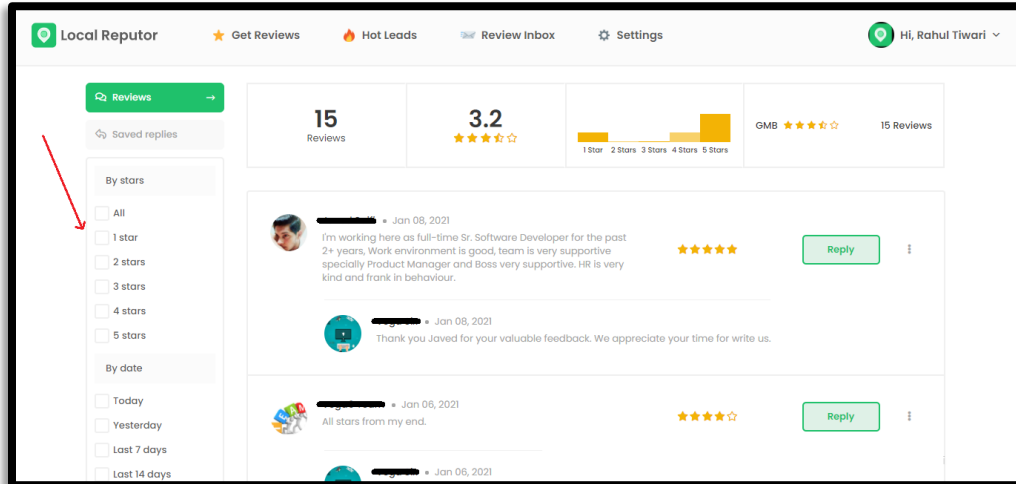 Local Reputor
Get Reviews
Hot Leads
Review Inbox
Settings
Hi, Rahul Tiwari
Reviews
Saved replies
By stars
All
1 star
2 stars
3 stars
4 stars
5 stars
By date
Today
Yesterday
Last 7 days
Last 14 days
15
Reviews
3.2
1 Star 2 Stars 3 Stars 4 Stars 5 Stars
GMB
15 Reviews
Jan 08, 2021
I'm working here as full-time Sr. Software Developer for the past
2+ years, Work environment is good, team is very supportive
specially Product Manager and Boss very supportive. HR is very
kind and frank in behaviour.
Reply
Jan 08, 2021
Thank you Javed for your valuable feedback. We appreciate your time for write us.
Jan 06, 2021
All stars from my end.
Reply
Jan 06, 2021